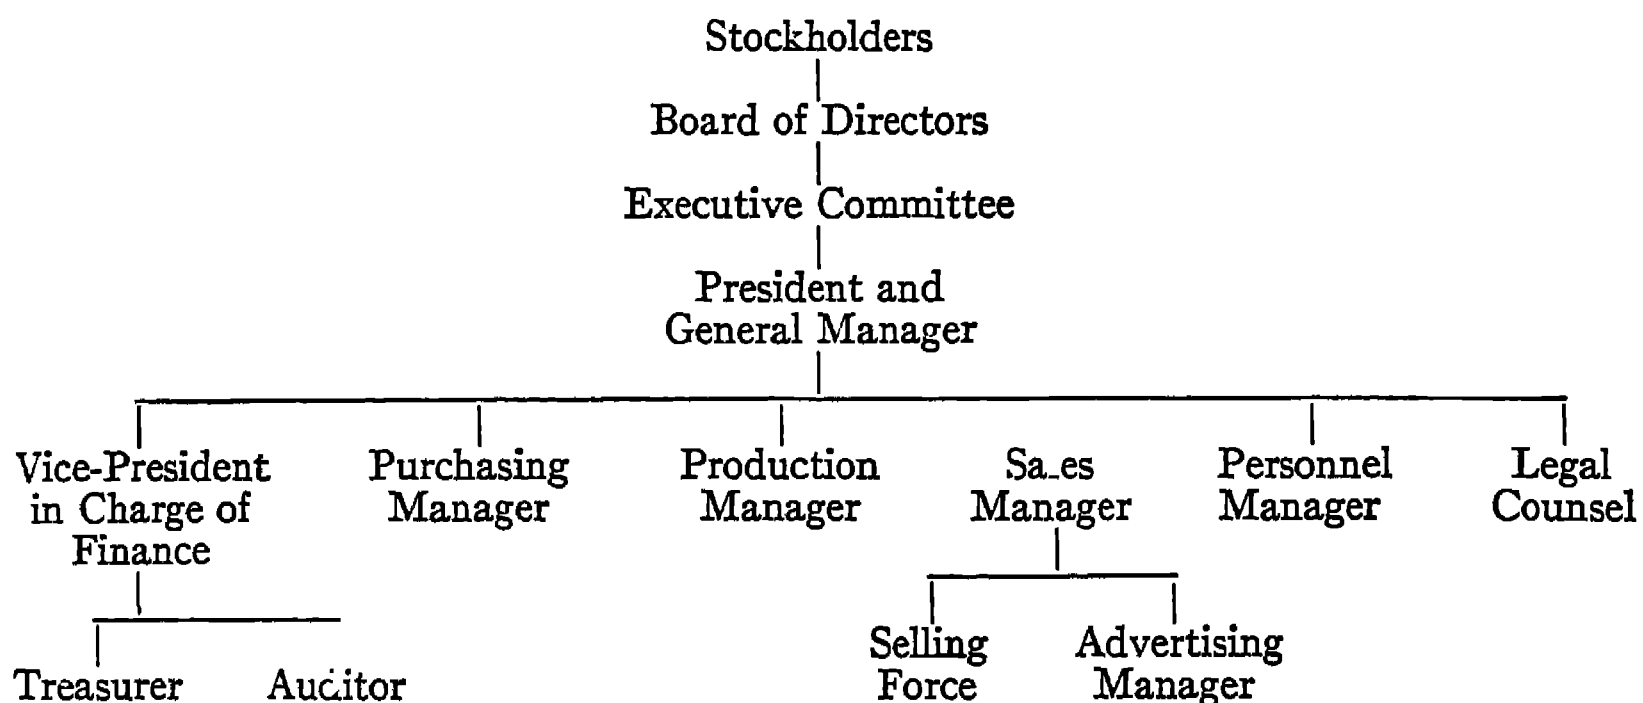 Stockholders
Board of Directors
Executive Committee
President and
General Manager
Vice-President
in Charge of
Finance
Purchasing
Manager
Production
Manager
Sales
Manager
Personnel
Manager
Legal
Counsel
Treasurer
Auditor
Selling
Force
Advertising
Manager